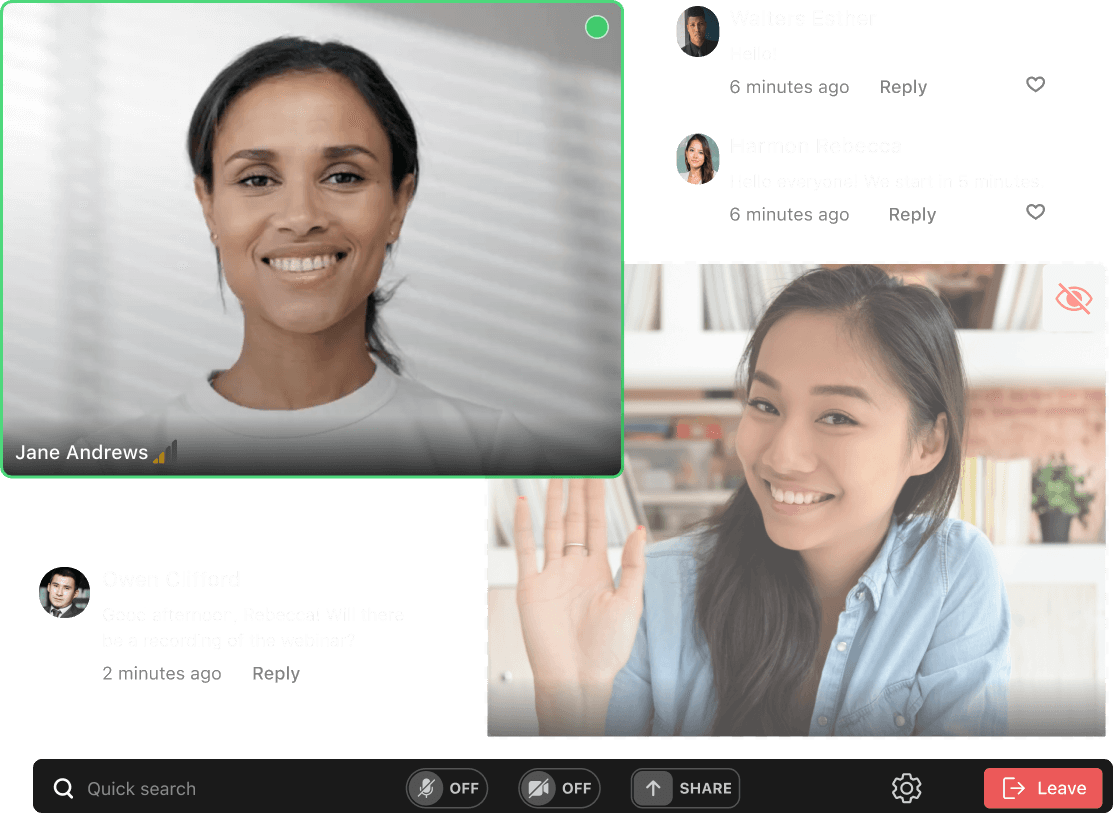 Walters Esther
Hello!
6 minutes ago Reply
Harmon Rebecca
Hello everyone! We start in 5 minutes
6 minutes ago Reply
Jane Andrews
Owen Clifford
Good afternoon, Rebecca! Will there
be a recording of the webinar?
2 minutes ago Reply
Quick search OFF OFF SHARE Leave